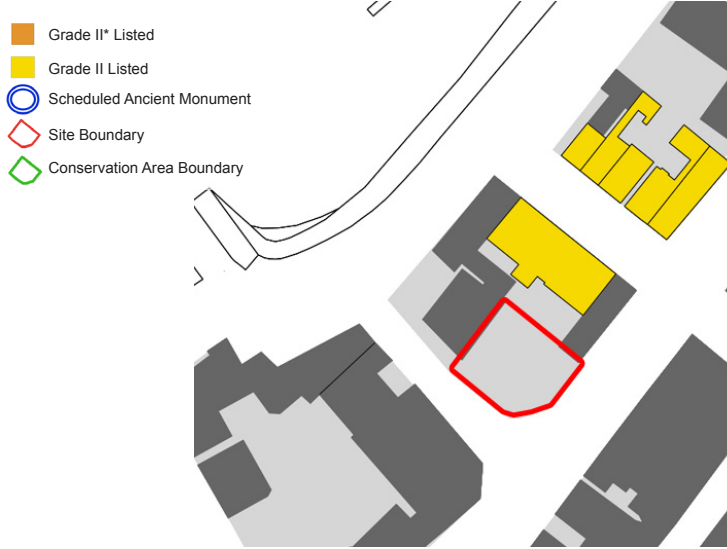 Grade II* Listed
Grade II Listed
Scheduled Ancient Monument
Site Boundary
Conservation Area Boundary